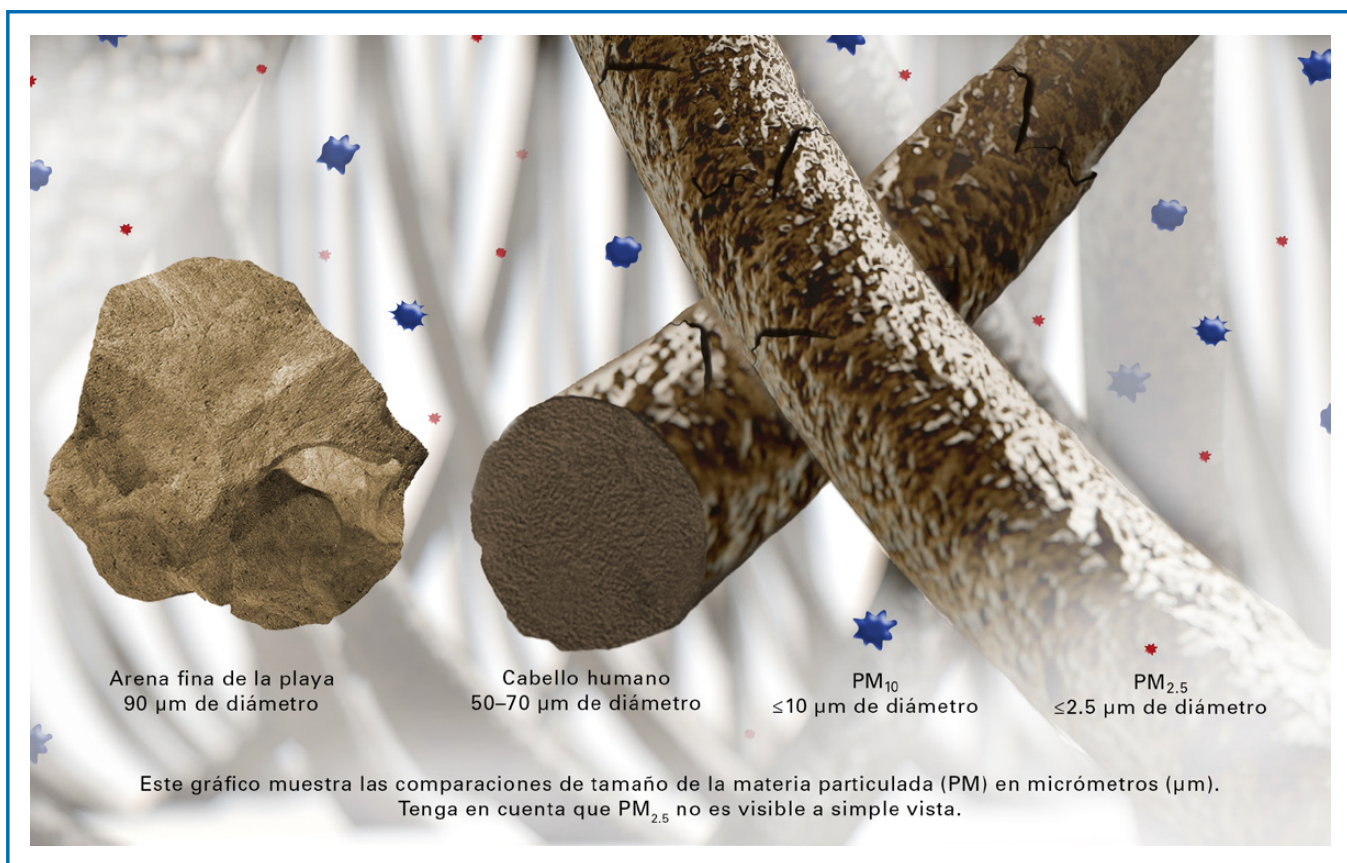 Arena fina de la playa
90 µm de diámetro
Cabello humano
50–70 µm de diámetro
PM₁₀
≤10 µm de diámetro
PM₂.₅
≤2.5 µm de diámetro
Este gráfico muestra las comparaciones de tamaño de la materia particulada (PM) en micrómetros (µm).
Tenga en cuenta que PM₂.₅ no es visible a simple vista.